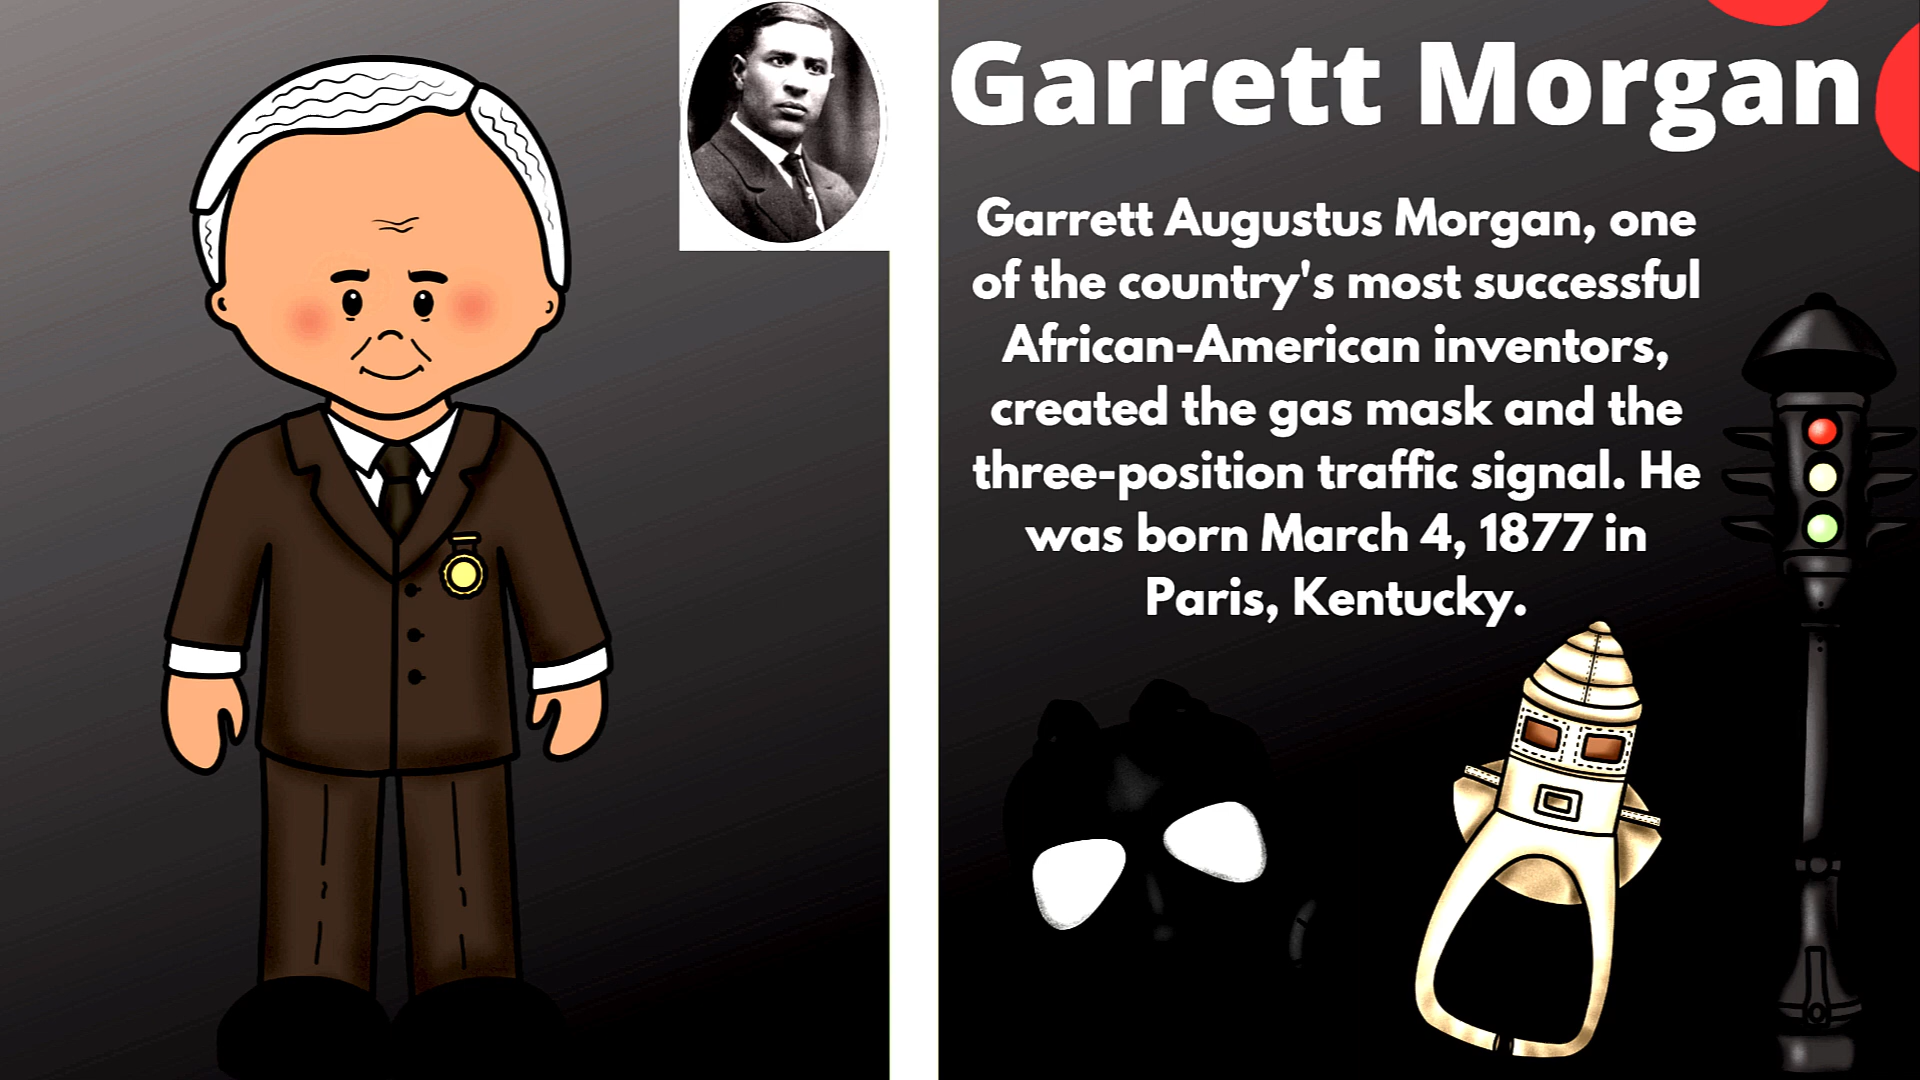 Garrett Morgan
Garrett Augustus Morgan, one
of the country's most successful
African-American inventors,
created the gas mask and the
three-position traffic signal. He
was born March 4, 1877 in
Paris, Kentucky.